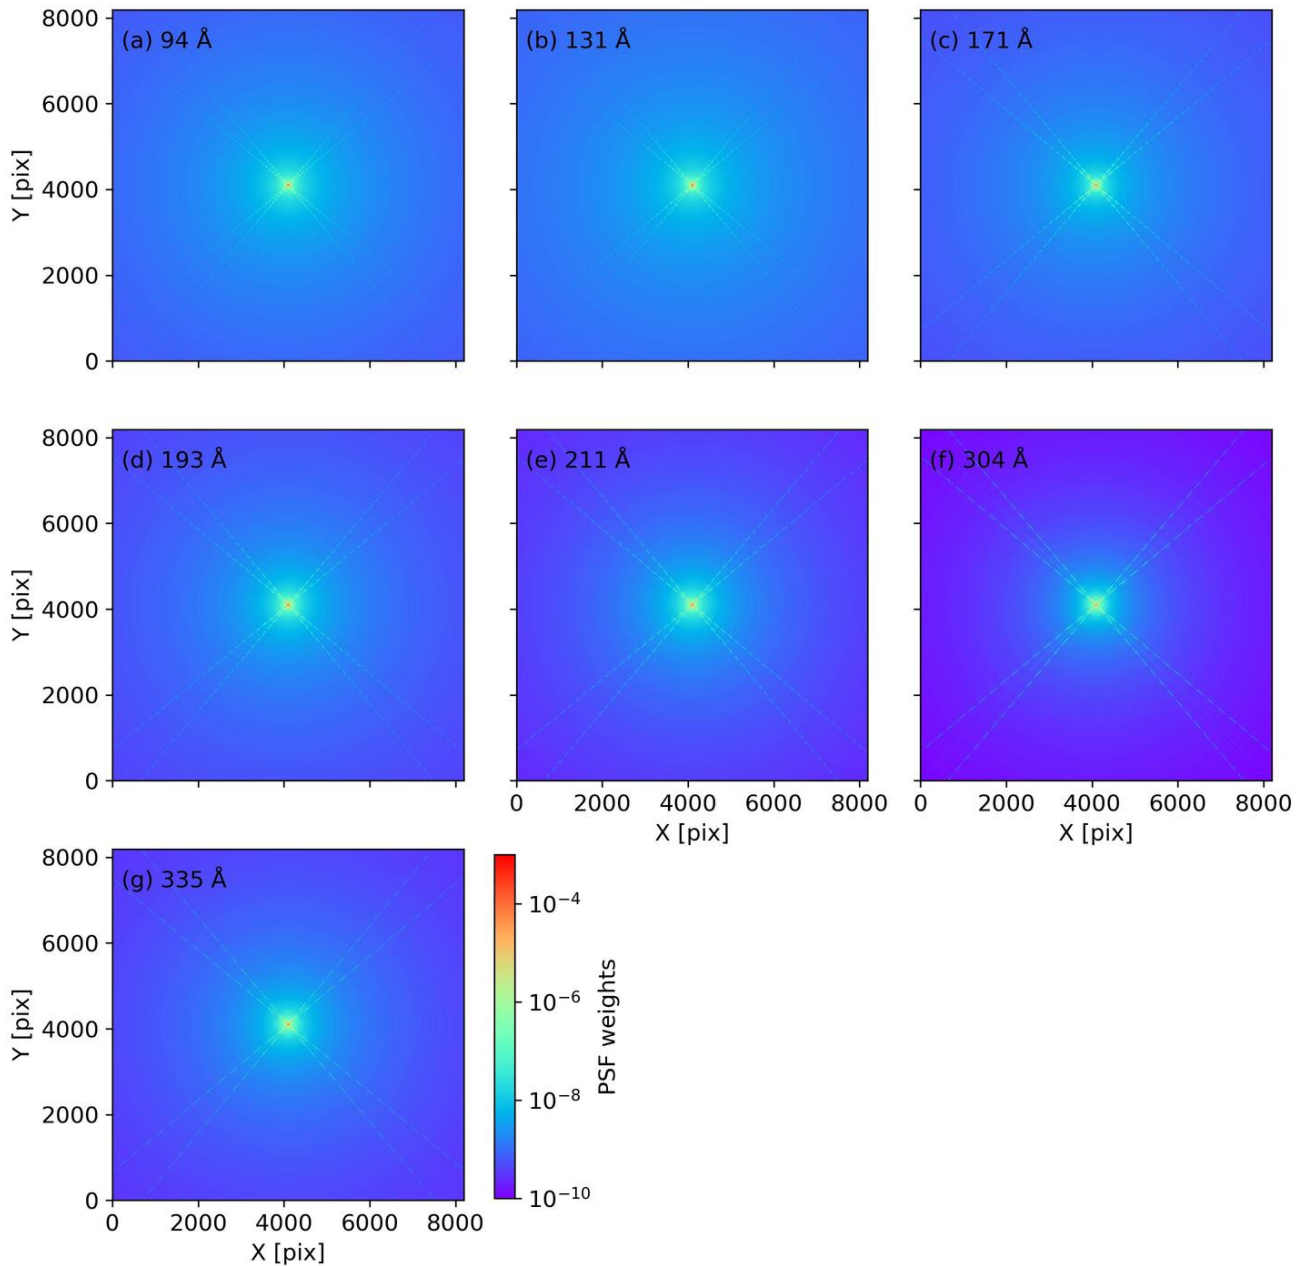 (a) 94 Å
(b) 131 Å
(c) 171 Å
8000
6000
4000
2000
0
Y [pix]
(d) 193 Å
(e) 211 Å
(f) 304 Å
8000
6000
4000
2000
0
Y [pix]
0 2000 4000 6000 8000
X [pix]
0 2000 4000 6000 8000
X [pix]
(g) 335 Å
8000
6000
4000
2000
0
Y [pix]
0 2000 4000 6000 8000
X [pix]
10⁻⁴
10⁻⁶
10⁻⁸
10⁻¹⁰
PSF weights